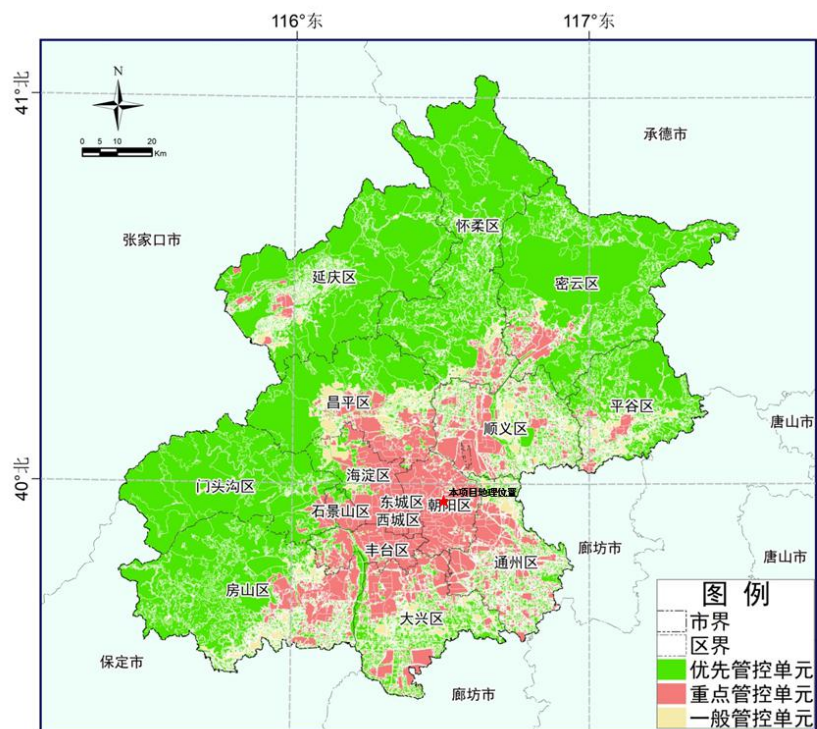 116°东
117°东
41°北
N
0 5 10 20
Km
承德市
怀柔区
张家口市
延庆区
密云区
昌平区
平谷区
顺义区
唐山市
40°北
海淀区
门头沟区
本项目地理位置
东城区
朝阳区
石景山区
西城区
丰台区
廊坊市
通州区
唐山市
房山区
大兴区
保定市
廊坊市
图 例
市界
区界
优先管控单元
重点管控单元
一般管控单元